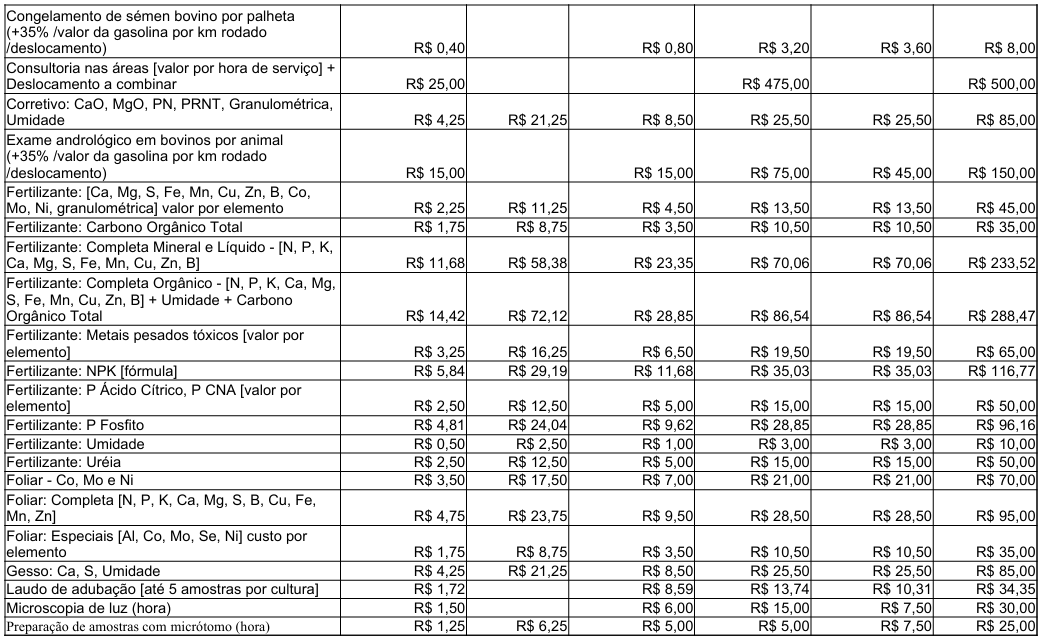 Congelamento de sémen bovino por palheta
(+35% /valor da gasolina por km rodado
/deslocamento) R$ 0,40 R$ 0,80 R$ 3,20 R$ 3,60 R$ 8,00
Consultoria nas áreas [valor por hora de serviço] +
Deslocamento a combinar R$ 25,00 R$ 475,00 R$ 500,00
Corretivo: CaO, MgO, PN, PRNT, Granulométrica,
Umidade R$ 4,25 R$ 21,25 R$ 8,50 R$ 25,50 R$ 25,50 R$ 85,00
Exame andrológico em bovinos por animal
(+35% /valor da gasolina por km rodado
/deslocamento) R$ 15,00 R$ 15,00 R$ 75,00 R$ 45,00 R$ 150,00
Fertilizante: [Ca, Mg, S, Fe, Mn, Cu, Zn, B, Co,
Mo, Ni, granulométrica] valor por elemento R$ 2,25 R$ 11,25 R$ 4,50 R$ 13,50 R$ 13,50 R$ 45,00
Fertilizante: Carbono Orgânico Total R$ 1,75 R$ 8,75 R$ 3,50 R$ 10,50 R$ 10,50 R$ 35,00
Fertilizante: Completa Mineral e Líquido - [N, P, K,
Ca, Mg, S, Fe, Mn, Cu, Zn, B] R$ 11,68 R$ 58,38 R$ 23,35 R$ 70,06 R$ 70,06 R$ 233,52
Fertilizante: Completa Orgânico - [N, P, K, Ca, Mg,
S, Fe, Mn, Cu, Zn, B] + Umidade + Carbono
Orgânico Total R$ 14,42 R$ 72,12 R$ 28,85 R$ 86,54 R$ 86,54 R$ 288,47
Fertilizante: Metais pesados tóxicos [valor por
elemento] R$ 3,25 R$ 16,25 R$ 6,50 R$ 19,50 R$ 19,50 R$ 65,00
Fertilizante: NPK [fórmula] R$ 5,84 R$ 29,19 R$ 11,68 R$ 35,03 R$ 35,03 R$ 116,77
Fertilizante: P Ácido Cítrico, P CNA [valor por
elemento] R$ 2,50 R$ 12,50 R$ 5,00 R$ 15,00 R$ 15,00 R$ 50,00
Fertilizante: P Fosfito R$ 4,81 R$ 24,04 R$ 9,62 R$ 28,85 R$ 28,85 R$ 96,16
Fertilizante: Umidade R$ 0,50 R$ 2,50 R$ 1,00 R$ 3,00 R$ 3,00 R$ 10,00
Fertilizante: Uréia R$ 2,50 R$ 12,50 R$ 5,00 R$ 15,00 R$ 15,00 R$ 50,00
Foliar - Co, Mo e Ni R$ 3,50 R$ 17,50 R$ 7,00 R$ 21,00 R$ 21,00 R$ 70,00
Foliar: Completa [N, P, K, Ca, Mg, S, B, Cu, Fe,
Mn, Zn] R$ 4,75 R$ 23,75 R$ 9,50 R$ 28,50 R$ 28,50 R$ 95,00
Foliar: Especiais [Al, Co, Mo, Se, Ni] custo por
elemento R$ 1,75 R$ 8,75 R$ 3,50 R$ 10,50 R$ 10,50 R$ 35,00
Gesso: Ca, S, Umidade R$ 4,25 R$ 21,25 R$ 8,50 R$ 25,50 R$ 25,50 R$ 85,00
Laudo de adubação [até 5 amostras por cultura] R$ 1,72 R$ 8,59 R$ 13,74 R$ 10,31 R$ 34,35
Microscopia de luz (hora) R$ 1,50 R$ 6,00 R$ 15,00 R$ 7,50 R$ 30,00
Preparação de amostras com micrótomo (hora) R$ 1,25 R$ 6,25 R$ 5,00 R$ 5,00 R$ 7,50 R$ 25,00